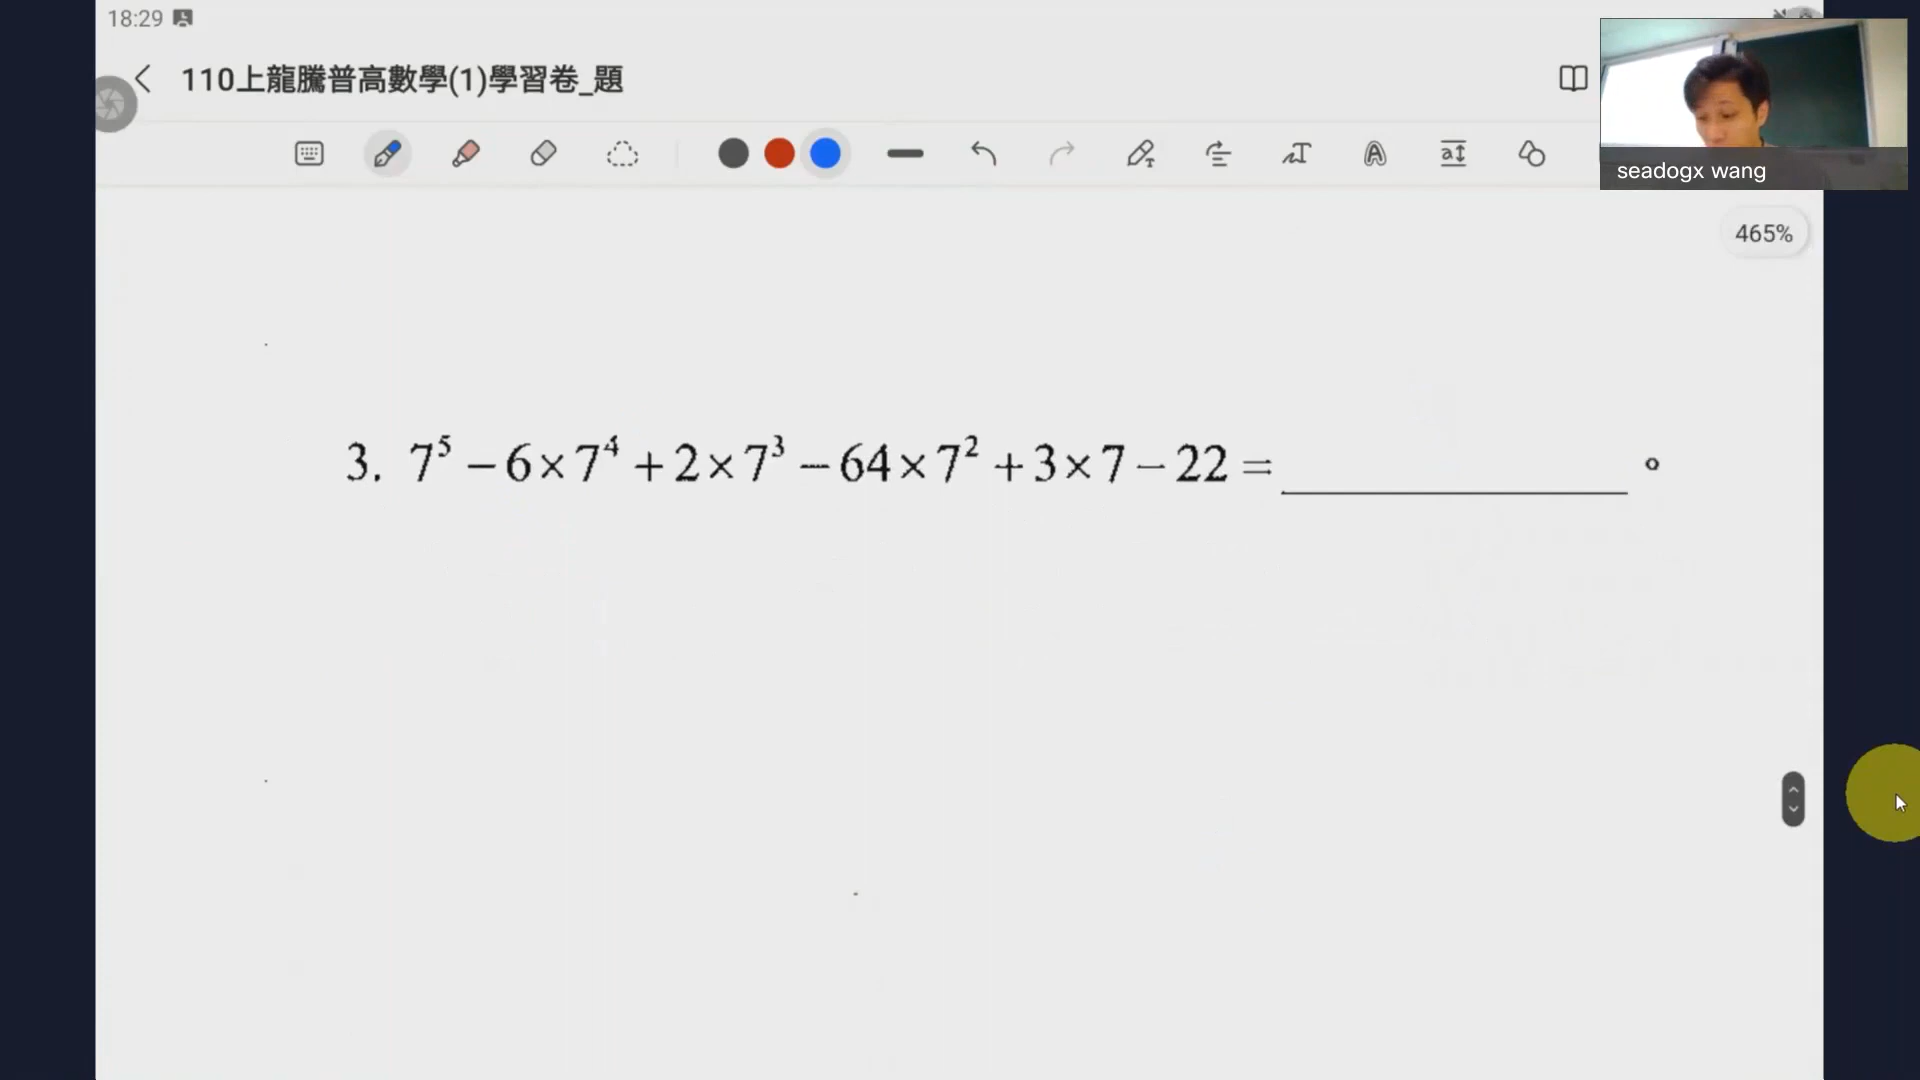 18:29
110上龍騰普高數學(1)學習卷_題
seadogx wang
465%
3. 7⁵ − 6 × 7⁴ + 2 × 7³ − 64 × 7² + 3 × 7 − 22 = ________ 。